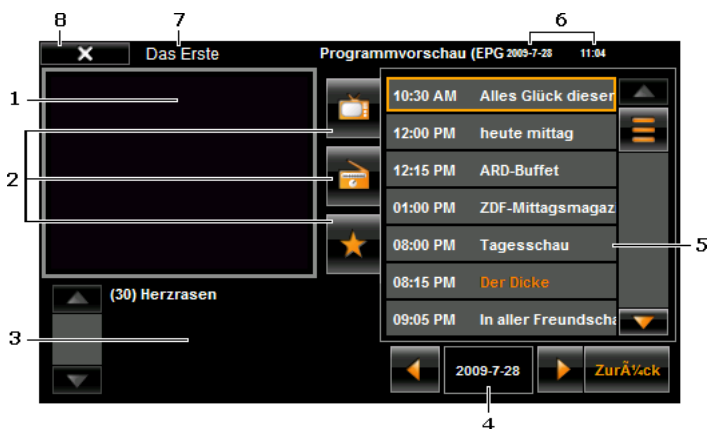 8 7 6
Das Erste Programmvorschau (EPG 2009-7-28 11:04
1
2
10:30 AM Alles Glück dieser
12:00 PM heute mittag
12:15 PM ARD-Buffet
01:00 PM ZDF-Mittagsmagaz
08:00 PM Tagesschau
5
08:15 PM Der Dicke
09:05 PM In aller Freundscha
(30) Herzrasen
3
2009-7-28 ZurÃ¼ck
4